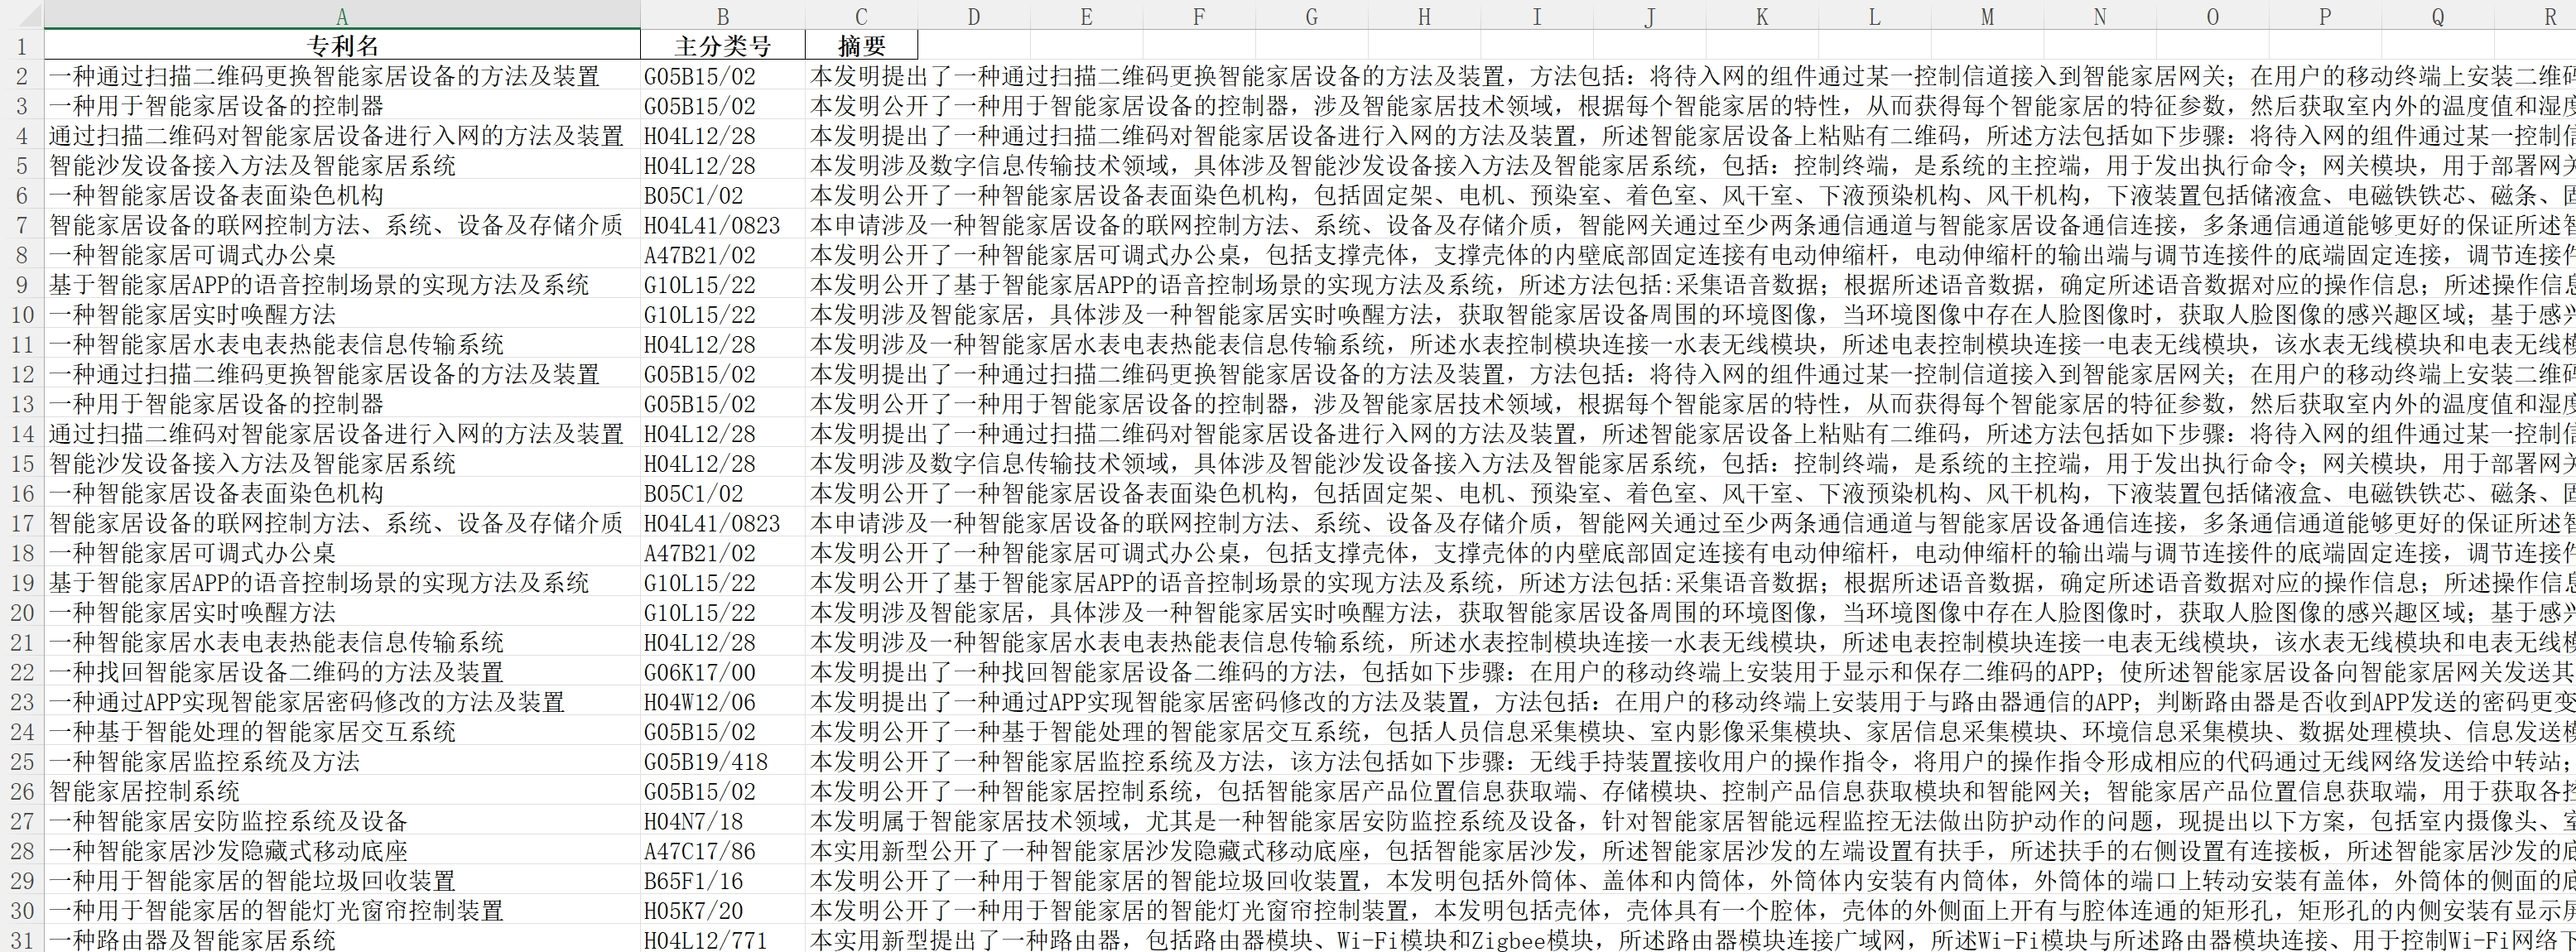 A B C D E F G H I J K L M N O P Q R
1 专利名 主分类号 摘要
2 一种通过扫描二维码更换智能家居设备的方法及装置 G05B15/02 本发明提出了一种通过扫描二维码更换智能家居设备的方法及装置，方法包括：将待入网的组件通过某一控制信道接入到智能家居网关；在用户的移动终端上安装二维码
3 一种用于智能家居设备的控制器 G05B15/02 本发明公开了一种用于智能家居设备的控制器，涉及智能家居技术领域，根据每个智能家居的特性，从而获得每个智能家居的特征参数，然后获取室内外的温度值和湿度
4 通过扫描二维码对智能家居设备进行入网的方法及装置 H04L12/28 本发明提出了一种通过扫描二维码对智能家居设备进行入网的方法及装置，所述智能家居设备上粘贴有二维码，所述方法包括如下步骤：将待入网的组件通过某一控制信
5 智能沙发设备接入方法及智能家居系统 H04L12/28 本发明涉及数字信息传输技术领域，具体涉及智能沙发设备接入方法及智能家居系统，包括：控制终端，是系统的主控端，用于发出执行命令；网关模块，用于部署网关
6 一种智能家居设备表面染色机构 B05C1/02 本发明公开了一种智能家居设备表面染色机构，包括固定架、电机、预染室、着色室、风干室、下液预染机构、风干机构，下液装置包括储液盒、电磁铁铁芯、磁条、固
7 智能家居设备的联网控制方法、系统、设备及存储介质 H04L41/0823 本申请涉及一种智能家居设备的联网控制方法、系统、设备及存储介质，智能网关通过至少两条通信通道与智能家居设备通信连接，多条通信通道能够更好的保证所述智
8 一种智能家居可调式办公桌 A47B21/02 本发明公开了一种智能家居可调式办公桌，包括支撑壳体，支撑壳体的内壁底部固定连接有电动伸缩杆，电动伸缩杆的输出端与调节连接件的底端固定连接，调节连接件
9 基于智能家居APP的语音控制场景的实现方法及系统 G10L15/22 本发明公开了基于智能家居APP的语音控制场景的实现方法及系统，所述方法包括:采集语音数据；根据所述语音数据，确定所述语音数据对应的操作信息；所述操作信息
10 一种智能家居实时唤醒方法 G10L15/22 本发明涉及智能家居，具体涉及一种智能家居实时唤醒方法，获取智能家居设备周围的环境图像，当环境图像中存在人脸图像时，获取人脸图像的感兴趣区域；基于感兴
11 一种智能家居水表电表热能表信息传输系统 H04L12/28 本发明涉及一种智能家居水表电表热能表信息传输系统，所述水表控制模块连接一水表无线模块，所述电表控制模块连接一电表无线模块，该水表无线模块和电表无线模
12 一种通过扫描二维码更换智能家居设备的方法及装置 G05B15/02 本发明提出了一种通过扫描二维码更换智能家居设备的方法及装置，方法包括：将待入网的组件通过某一控制信道接入到智能家居网关；在用户的移动终端上安装二维码
13 一种用于智能家居设备的控制器 G05B15/02 本发明公开了一种用于智能家居设备的控制器，涉及智能家居技术领域，根据每个智能家居的特性，从而获得每个智能家居的特征参数，然后获取室内外的温度值和湿度
14 通过扫描二维码对智能家居设备进行入网的方法及装置 H04L12/28 本发明提出了一种通过扫描二维码对智能家居设备进行入网的方法及装置，所述智能家居设备上粘贴有二维码，所述方法包括如下步骤：将待入网的组件通过某一控制信
15 智能沙发设备接入方法及智能家居系统 H04L12/28 本发明涉及数字信息传输技术领域，具体涉及智能沙发设备接入方法及智能家居系统，包括：控制终端，是系统的主控端，用于发出执行命令；网关模块，用于部署网关
16 一种智能家居设备表面染色机构 B05C1/02 本发明公开了一种智能家居设备表面染色机构，包括固定架、电机、预染室、着色室、风干室、下液预染机构、风干机构，下液装置包括储液盒、电磁铁铁芯、磁条、固
17 智能家居设备的联网控制方法、系统、设备及存储介质 H04L41/0823 本申请涉及一种智能家居设备的联网控制方法、系统、设备及存储介质，智能网关通过至少两条通信通道与智能家居设备通信连接，多条通信通道能够更好的保证所述智
18 一种智能家居可调式办公桌 A47B21/02 本发明公开了一种智能家居可调式办公桌，包括支撑壳体，支撑壳体的内壁底部固定连接有电动伸缩杆，电动伸缩杆的输出端与调节连接件的底端固定连接，调节连接件
19 基于智能家居APP的语音控制场景的实现方法及系统 G10L15/22 本发明公开了基于智能家居APP的语音控制场景的实现方法及系统，所述方法包括:采集语音数据；根据所述语音数据，确定所述语音数据对应的操作信息；所述操作信息
20 一种智能家居实时唤醒方法 G10L15/22 本发明涉及智能家居，具体涉及一种智能家居实时唤醒方法，获取智能家居设备周围的环境图像，当环境图像中存在人脸图像时，获取人脸图像的感兴趣区域；基于感兴
21 一种智能家居水表电表热能表信息传输系统 H04L12/28 本发明涉及一种智能家居水表电表热能表信息传输系统，所述水表控制模块连接一水表无线模块，所述电表控制模块连接一电表无线模块，该水表无线模块和电表无线模
22 一种找回智能家居设备二维码的方法及装置 G06K17/00 本发明提出了一种找回智能家居设备二维码的方法，包括如下步骤：在用户的移动终端上安装用于显示和保存二维码的APP；使所述智能家居设备向智能家居网关发送其
23 一种通过APP实现智能家居密码修改的方法及装置 H04W12/06 本发明提出了一种通过APP实现智能家居密码修改的方法及装置，方法包括：在用户的移动终端上安装用于与路由器通信的APP；判断路由器是否收到APP发送的密码更变
24 一种基于智能处理的智能家居交互系统 G05B15/02 本发明公开了一种基于智能处理的智能家居交互系统，包括人员信息采集模块、室内影像采集模块、家居信息采集模块、环境信息采集模块、数据处理模块、信息发送模
25 一种智能家居监控系统及方法 G05B19/418 本发明公开了一种智能家居监控系统及方法，该方法包括如下步骤：无线手持装置接收用户的操作指令，将用户的操作指令形成相应的代码通过无线网络发送给中转站；
26 智能家居控制系统 G05B15/02 本发明公开了一种智能家居控制系统，包括智能家居产品位置信息获取端、存储模块、控制产品信息获取模块和智能网关；智能家居产品位置信息获取端，用于获取各控
27 一种智能家居安防监控系统及设备 H04N7/18 本发明属于智能家居技术领域，尤其是一种智能家居安防监控系统及设备，针对智能家居智能远程监控无法做出防护动作的问题，现提出以下方案，包括室内摄像头、室
28 一种智能家居沙发隐藏式移动底座 A47C17/86 本实用新型公开了一种智能家居沙发隐藏式移动底座，包括智能家居沙发，所述智能家居沙发的左端设置有扶手，所述扶手的右侧设置有连接板，所述智能家居沙发的底
29 一种用于智能家居的智能垃圾回收装置 B65F1/16 本发明公开了一种用于智能家居的智能垃圾回收装置，本发明包括外筒体、盖体和内筒体，外筒体内安装有内筒体，外筒体的端口上转动安装有盖体，外筒体的侧面的底
30 一种用于智能家居的智能灯光窗帘控制装置 H05K7/20 本发明公开了一种用于智能家居的智能灯光窗帘控制装置，本发明包括壳体，壳体具有一个腔体，壳体的外侧面上开有与腔体连通的矩形孔，矩形孔的内侧安装有显示屏
31 一种路由器及智能家居系统 H04L12/771 本实用新型提出了一种路由器，包括路由器模块、Wi-Fi模块和Zigbee模块，所述路由器模块连接广域网，所述Wi-Fi模块与所述路由器模块连接、用于控制Wi-Fi网络